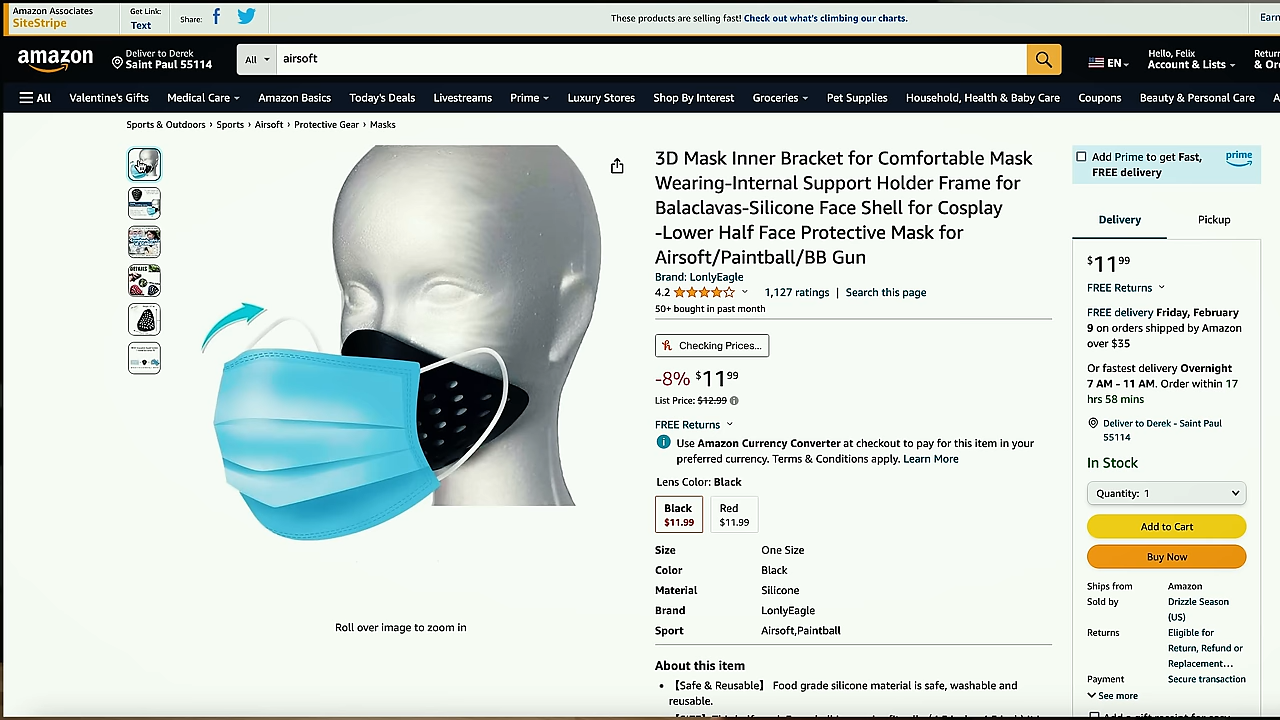 Amazon Associates
SiteStripe
Get Link:
Text
Share:
These products are selling fast! Check out what's climbing our charts.
Earn
amazon
Deliver to Derek
Saint Paul 55114
All
airsoft
EN
Hello, Felix
Account & Lists
Return
& Or
All
Valentine's Gifts
Medical Care
Amazon Basics
Today's Deals
Livestreams
Prime
Luxury Stores
Shop By Interest
Groceries
Pet Supplies
Household, Health & Baby Care
Coupons
Beauty & Personal Care
A
Sports & Outdoors › Sports › Airsoft › Protective Gear › Masks
3D Mask Inner Bracket for Comfortable Mask
Wearing-Internal Support Holder Frame for
Balaclavas-Silicone Face Shell for Cosplay
-Lower Half Face Protective Mask for
Airsoft/Paintball/BB Gun
Brand: LonlyEagle
4.2
1,127 ratings | Search this page
50+ bought in past month
Checking Prices...
-8% $11 99
List Price: $12.99
FREE Returns
Use Amazon Currency Converter at checkout to pay for this item in your
preferred currency. Terms & Conditions apply. Learn More
Lens Color: Black
Black
$11.99
Red
$11.99
Size One Size
Color Black
Material Silicone
Brand LonlyEagle
Sport Airsoft,Paintball
About this item
• 【Safe & Reusable】 Food grade silicone material is safe, washable and
reusable.
Roll over image to zoom in
Add Prime to get Fast,
FREE delivery
prime
Delivery
Pickup
$11 99
FREE Returns
FREE delivery Friday, February
9 on orders shipped by Amazon
over $35
Or fastest delivery Overnight
7 AM - 11 AM. Order within 17
hrs 58 mins
Deliver to Derek - Saint Paul
55114
In Stock
Quantity: 1
Add to Cart
Buy Now
Ships from Amazon
Sold by Drizzle Season
(US)
Returns Eligible for
Return, Refund or
Replacement...
Payment Secure transaction
See more